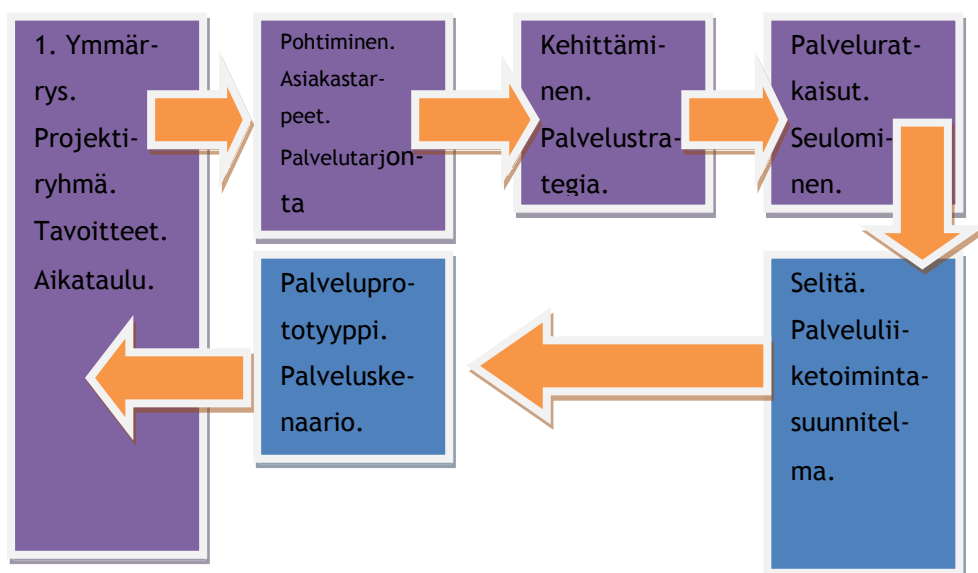 1. Ymmär-
rys.
Projekti-
ryhmä.
Tavoitteet.
Aikataulu.
Pohtiminen.
Asiakastar-
peet.
Palvelutarjon-
ta
Kehittämi-
nen.
Palvelustra-
tegia.
Palvelurat-
kaisut.
Seulomi-
nen.
Selitä.
Palvelulii-
ketoiminta-
suunnitel-
ma.
Palvelupro-
totyyppi.
Palveluske-
naario.